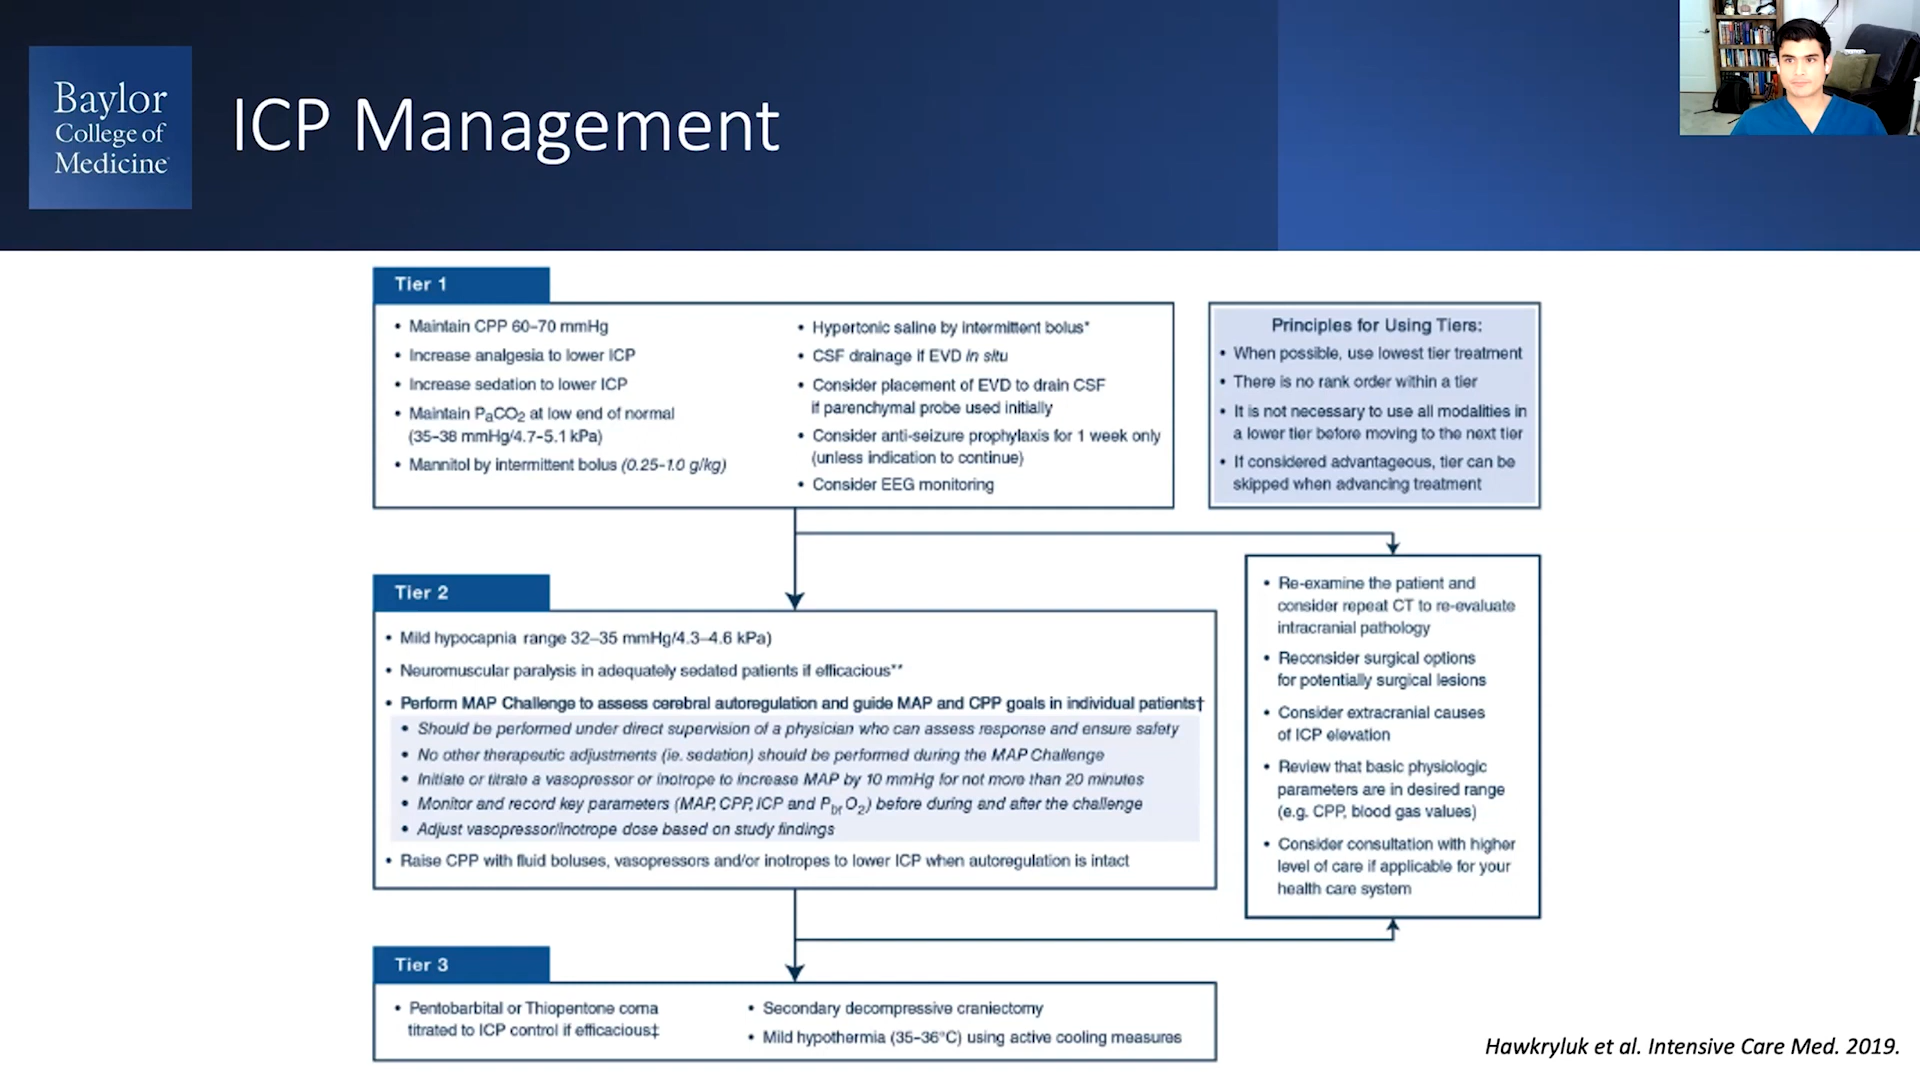 Baylor
College of
Medicine
ICP Management
Tier 1
• Maintain CPP 60–70 mmHg
• Increase analgesia to lower ICP
• Increase sedation to lower ICP
• Maintain PaCO2 at low end of normal
(35–38 mmHg/4.7–5.1 kPa)
• Mannitol by intermittent bolus (0.25–1.0 g/kg)
• Hypertonic saline by intermittent bolus*
• CSF drainage if EVD in situ
• Consider placement of EVD to drain CSF
if parenchymal probe used initially
• Consider anti-seizure prophylaxis for 1 week only
(unless indication to continue)
• Consider EEG monitoring
Principles for Using Tiers:
• When possible, use lowest tier treatment
• There is no rank order within a tier
• It is not necessary to use all modalities in
a lower tier before moving to the next tier
• If considered advantageous, tier can be
skipped when advancing treatment
Tier 2
• Mild hypocapnia range 32–35 mmHg/4.3–4.6 kPa)
• Neuromuscular paralysis in adequately sedated patients if efficacious**
• Perform MAP Challenge to assess cerebral autoregulation and guide MAP and CPP goals in individual patients†
• Should be performed under direct supervision of a physician who can assess response and ensure safety
• No other therapeutic adjustments (ie. sedation) should be performed during the MAP Challenge
• Initiate or titrate a vasopressor or inotrope to increase MAP by 10 mmHg for not more than 20 minutes
• Monitor and record key parameters (MAP, CPP, ICP and PbtO2) before during and after the challenge
• Adjust vasopressor/inotrope dose based on study findings
• Raise CPP with fluid boluses, vasopressors and/or inotropes to lower ICP when autoregulation is intact
• Re-examine the patient and
consider repeat CT to re-evaluate
intracranial pathology
• Reconsider surgical options
for potentially surgical lesions
• Consider extracranial causes
of ICP elevation
• Review that basic physiologic
parameters are in desired range
(e.g. CPP, blood gas values)
• Consider consultation with higher
level of care if applicable for your
health care system
Tier 3
• Pentobarbital or Thiopentone coma
titrated to ICP control if efficacious‡
• Secondary decompressive craniectomy
• Mild hypothermia (35–36°C) using active cooling measures
Hawkryluk et al. Intensive Care Med. 2019.